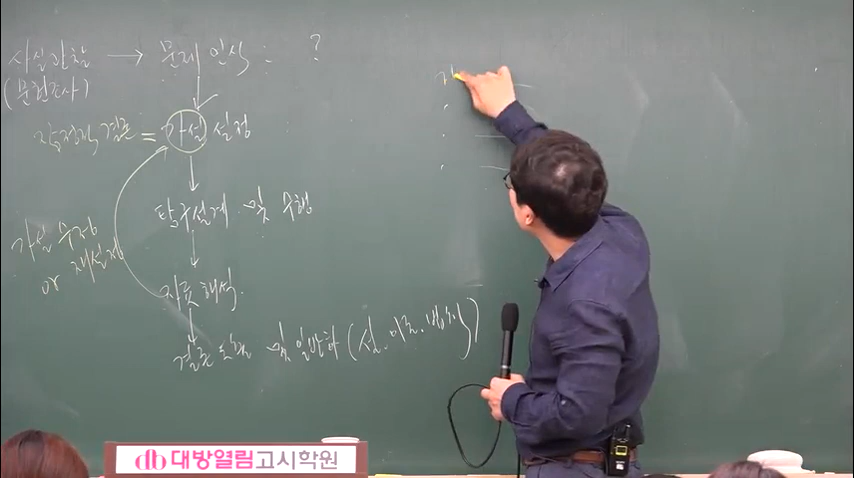 사실관찰 → 문제 인식. ?
(문헌조사)
잠정적 결론 = 가설 설정
탐구설계 및 수행
가설 수정
or 재설정
자료 해석.
결론 도출 및 일반화 (설. 이론. 법칙)
대방열림고시학원